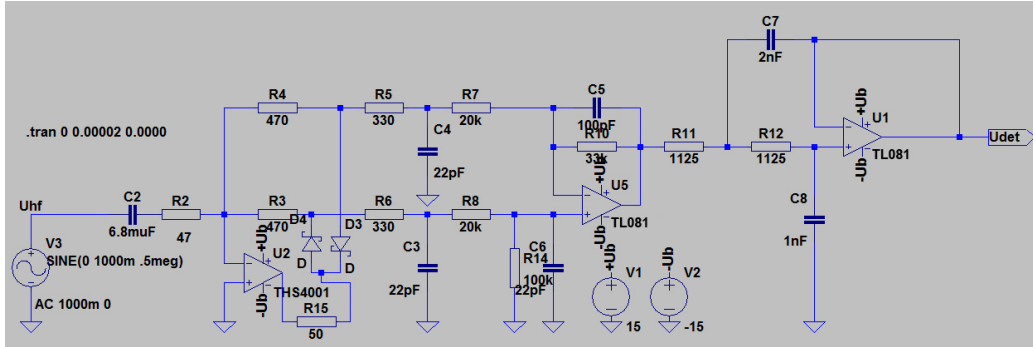 C7
2nF
R4
470
R5
330
R7
20k
C5
100pF
+Ub
U1
TL081
-Ub
Udet
.tran 0 0.00002 0.0000
C4
22pF
R10
33k
R11
1125
R12
1125
Uhf
C2
6.8muF
R2
47
R3
470
D4
D3
R6
330
R8
20k
+Ub
U5
TL081
-Ub
C8
1nF
V3
SINE(0 1000m .5meg)
AC 1000m 0
+Ub
U2
D
D
-Ub
THS4001
R15
50
C3
22pF
R14
100k
C6
22pF
+Ub
V1
15
-Ub
V2
-15